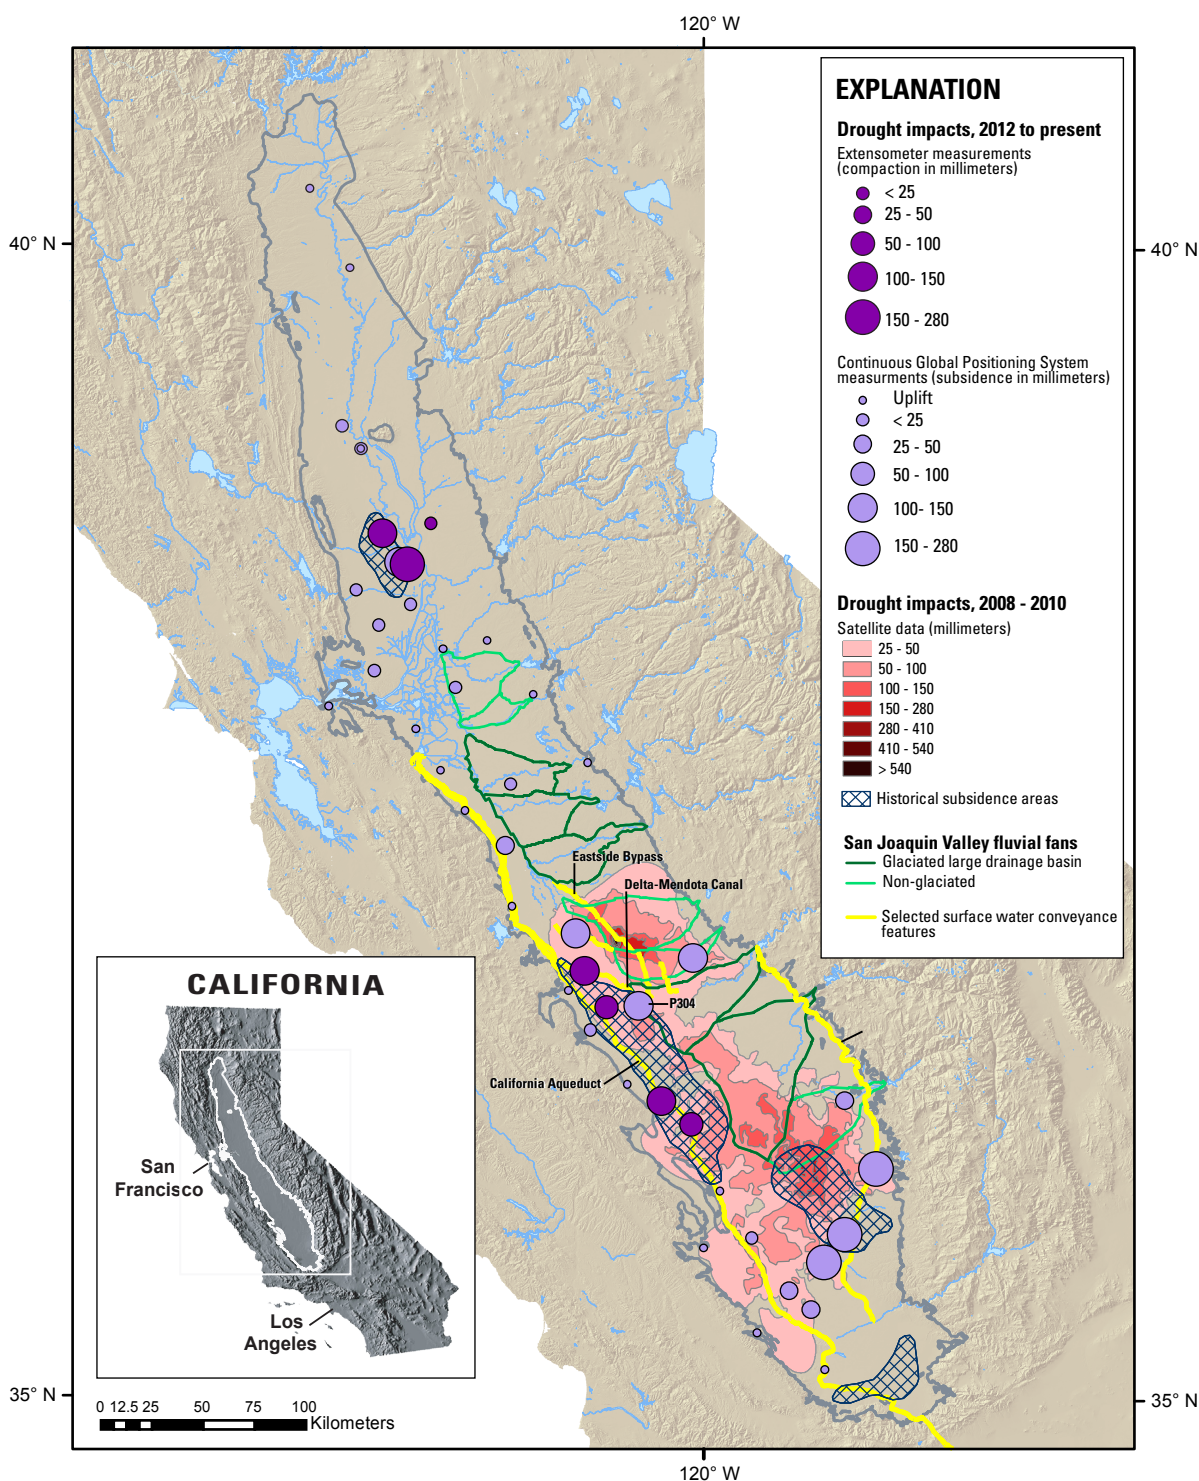 120° W
EXPLANATION
Drought impacts, 2012 to present
Extensometer measurements
(compaction in millimeters)
< 25
25 - 50
50 - 100
100- 150
150 - 280
Continuous Global Positioning System
measurments (subsidence in millimeters)
Uplift
< 25
25 - 50
50 - 100
100- 150
150 - 280
Drought impacts, 2008 - 2010
Satellite data (millimeters)
25 - 50
50 - 100
100 - 150
150 - 280
280 - 410
410 - 540
> 540
Historical subsidence areas
San Joaquin Valley fluvial fans
Glaciated large drainage basin
Non-glaciated
Selected surface water conveyance
features
40° N
40° N
Eastside Bypass
Delta-Mendota Canal
P304
California Aqueduct
CALIFORNIA
San
Francisco
Los
Angeles
35° N
35° N
0 12.5 25 50 75 100
Kilometers
120° W